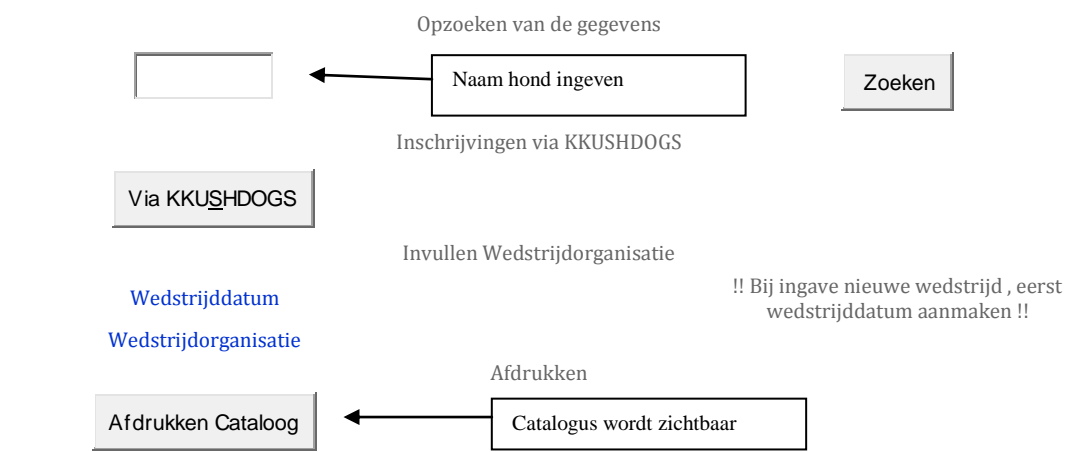 Opzoeken van de gegevens
Naam hond ingeven
Zoeken
Inschrijvingen via KKUSHDOGS
Via KKUSHDOGS
Invullen Wedstrijdorganisatie
!! Bij ingave nieuwe wedstrijd , eerst
wedstrijddatum aanmaken !!
Wedstrijddatum
Wedstrijdorganisatie
Afdrukken
Afdrukken Cataloog
Catalogus wordt zichtbaar